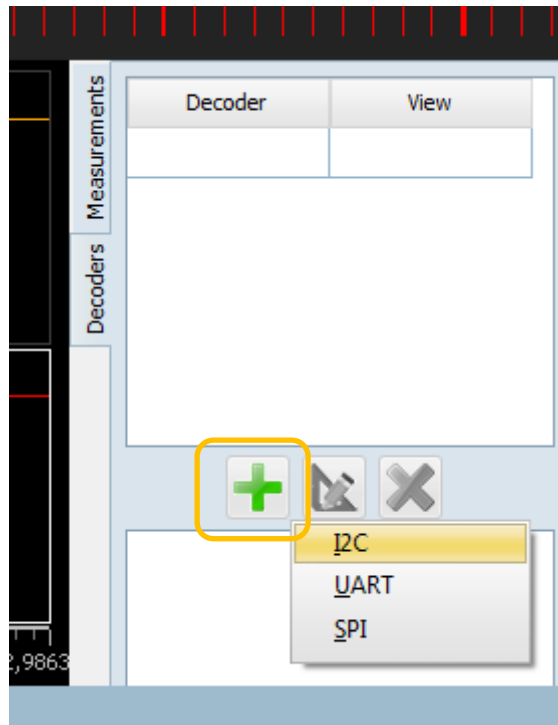 Measurements
Decoders
Decoder View
I2C
UART
SPI
2,9863